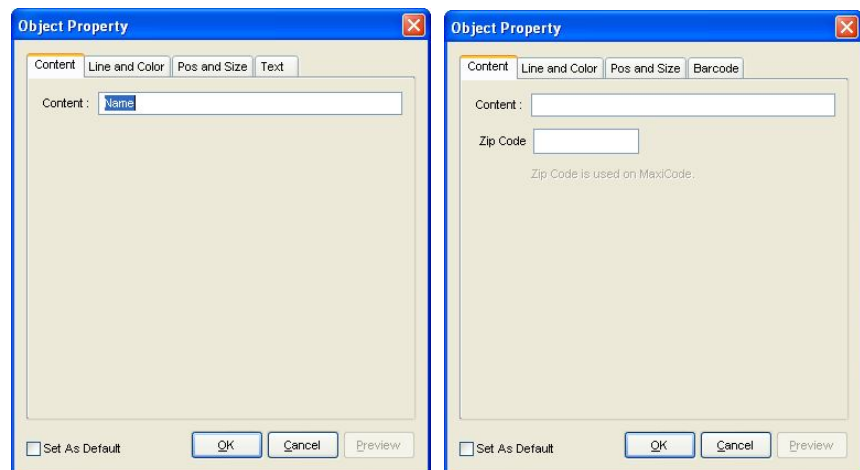 Object Property
Content Line and Color Pos and Size Text
Content : Name
Set As Default OK Cancel Preview
Object Property
Content Line and Color Pos and Size Barcode
Content :
Zip Code
Zip Code is used on MaxiCode.
Set As Default OK Cancel Preview